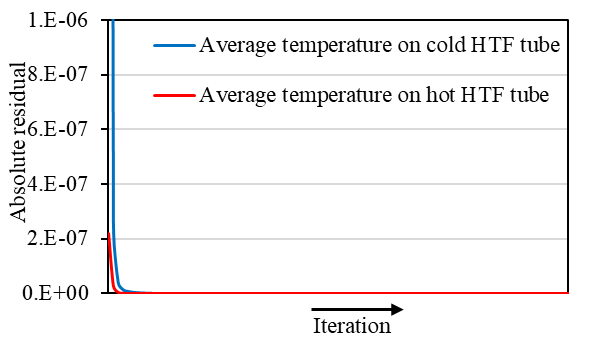 1.E-06
8.E-07
6.E-07
4.E-07
2.E-07
0.E+00
Absolute residual
Average temperature on cold HTF tube
Average temperature on hot HTF tube
Iteration